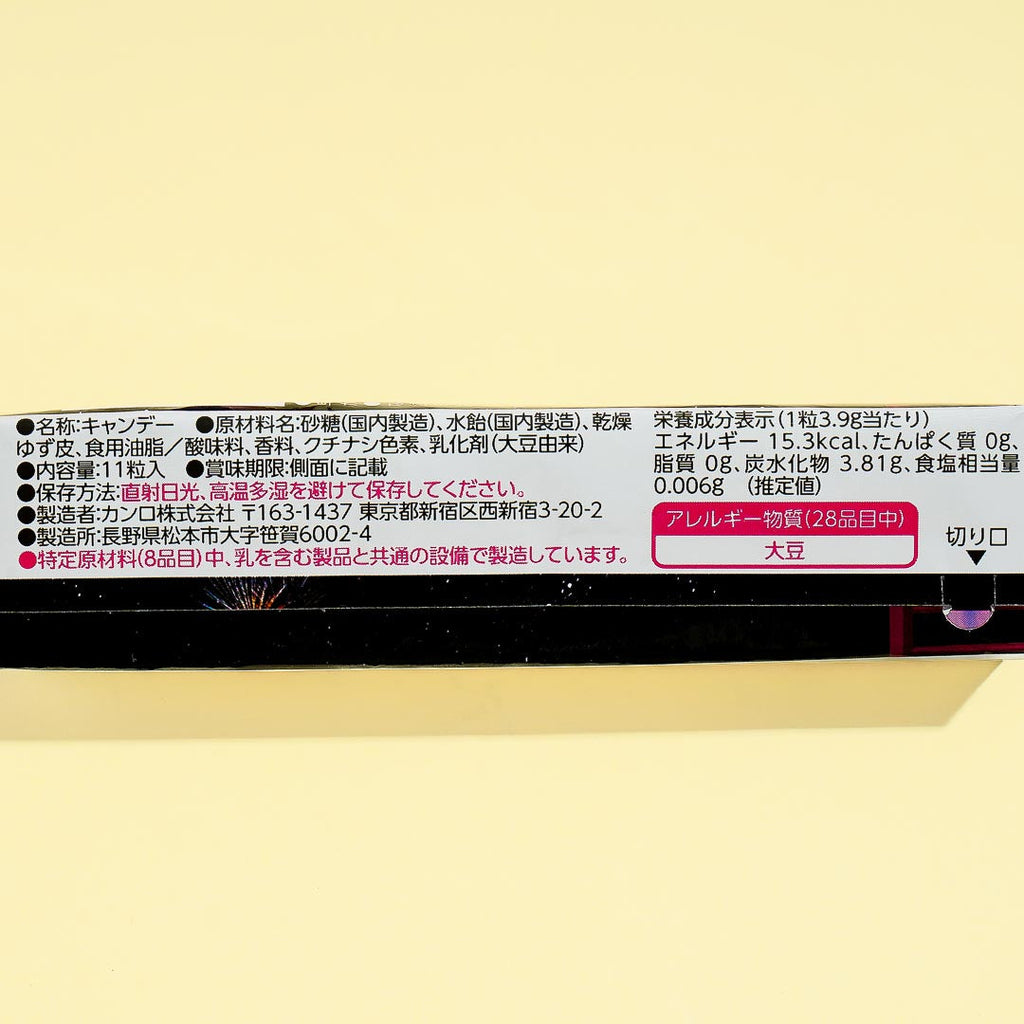 ●名称:キャンデー ●原材料名:砂糖(国内製造)、水飴(国内製造)、乾燥
ゆず皮、食用油脂／酸味料、香料、クチナシ色素、乳化剤(大豆由来)
●内容量:11粒入 ●賞味期限:側面に記載
●保存方法:直射日光、高温多湿を避けて保存してください。
●製造者:カンロ株式会社 〒163-1437 東京都新宿区西新宿3-20-2
●製造所:長野県松本市大字笹賀6002-4
●特定原材料(8品目)中、乳を含む製品と共通の設備で製造しています。
栄養成分表示(1粒3.9g当たり)
エネルギー 15.3kcal、たんぱく質 0g、
脂質 0g、炭水化物 3.81g、食塩相当量
0.006g (推定値)
アレルギー物質(28品目中)
大豆
切り口
▼